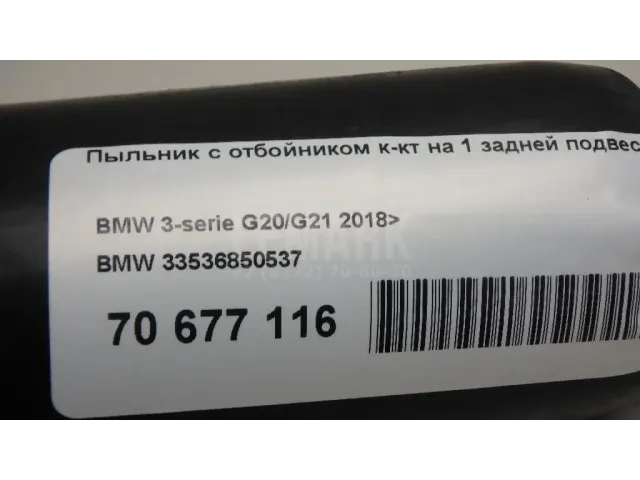 Пыльник с отбойником к-кт на 1 задней подвес
BMW 3-serie G20/G21 2018>
BMW 33536850537
70 677 116